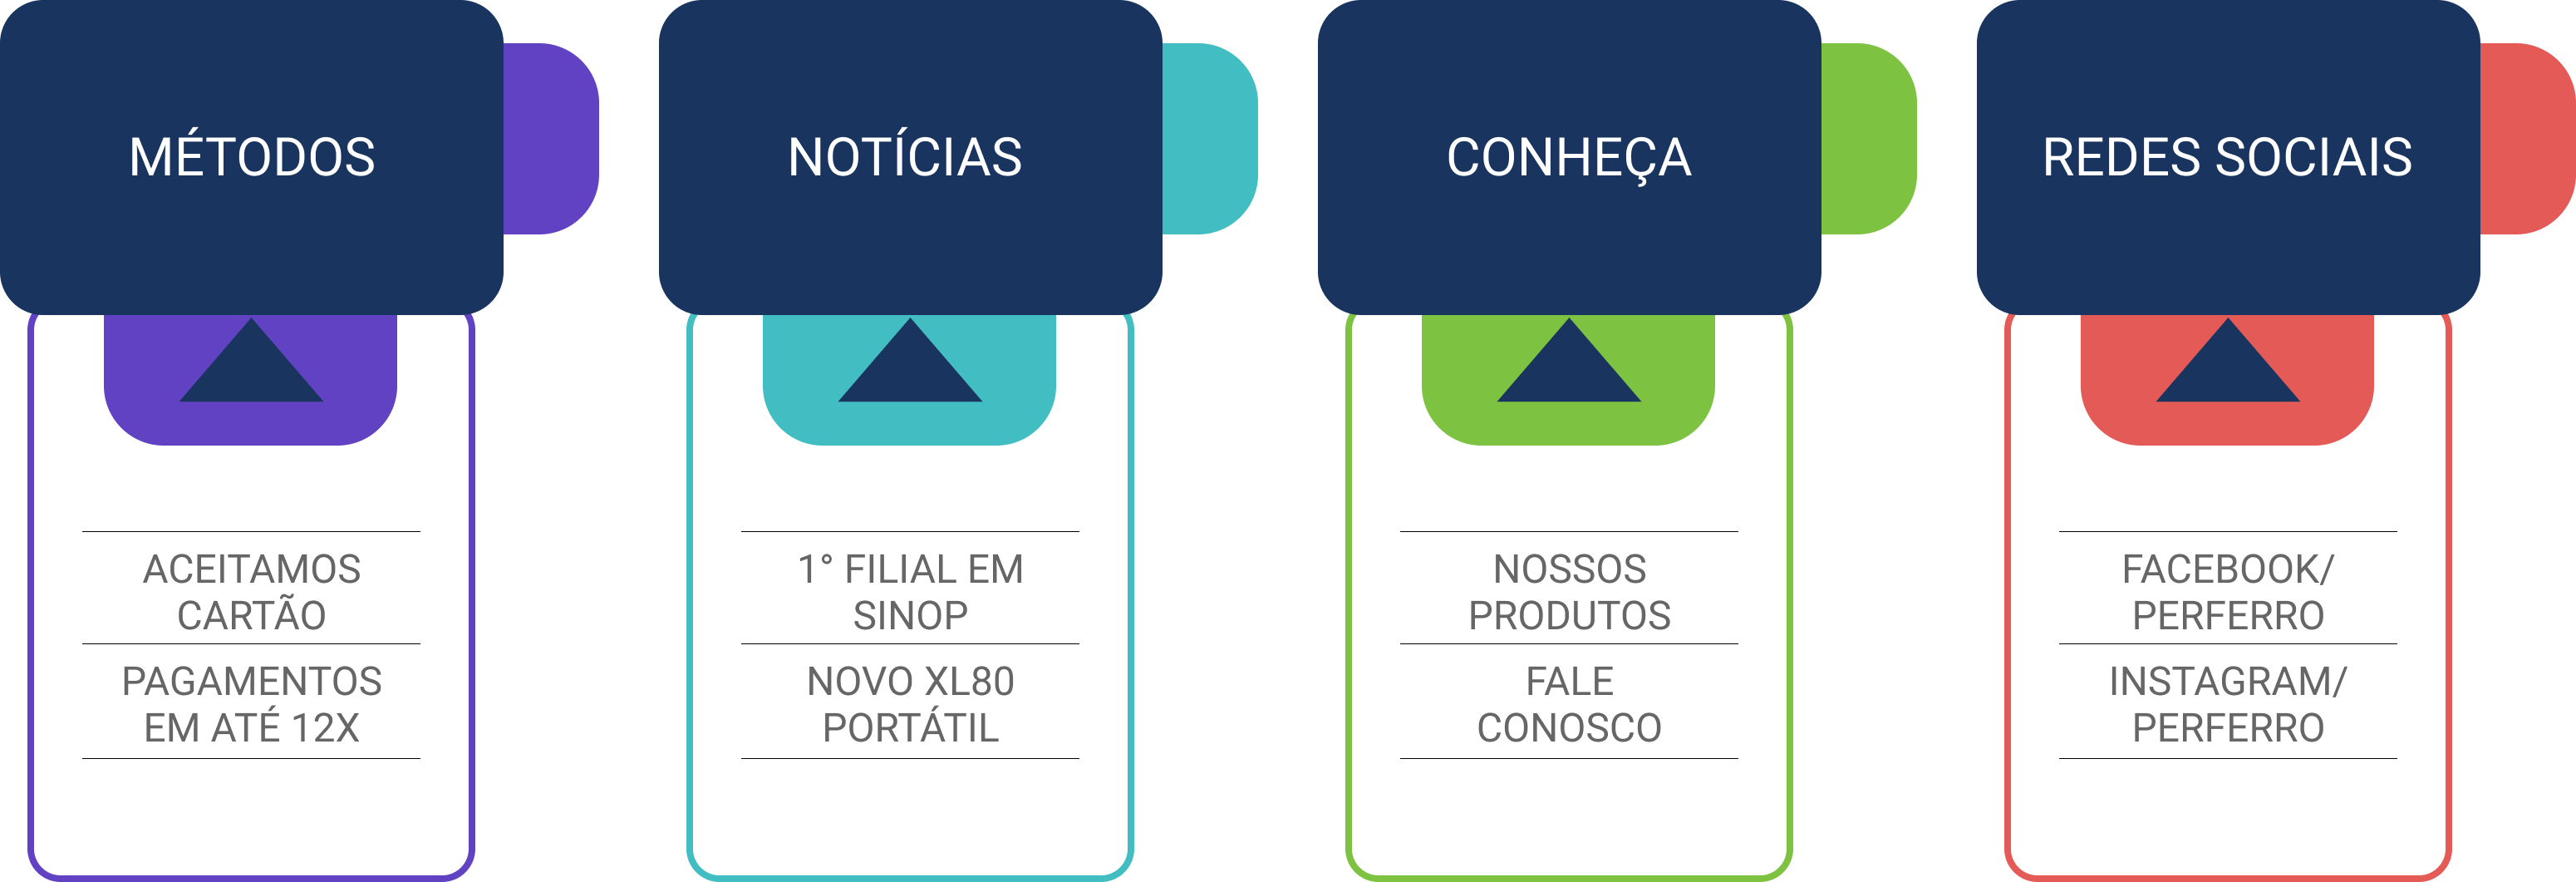 MÉTODOS
ACEITAMOS
CARTÃO
PAGAMENTOS
EM ATÉ 12X
NOTÍCIAS
1° FILIAL EM
SINOP
NOVO XL80
PORTÁTIL
CONHEÇA
NOSSOS
PRODUTOS
FALE
CONOSCO
REDES SOCIAIS
FACEBOOK/
PERFERRO
INSTAGRAM/
PERFERRO